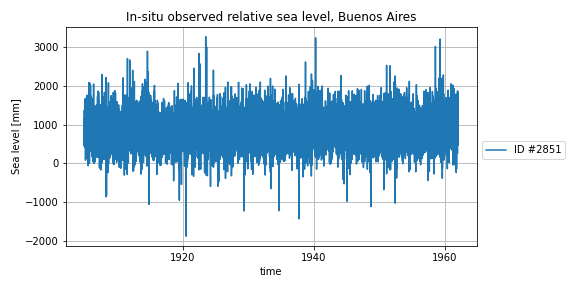 In-situ observed relative sea level, Buenos Aires
Sea level [mm]
3000
2000
1000
0
−1000
−2000
1920
1940
1960
time
ID #2851